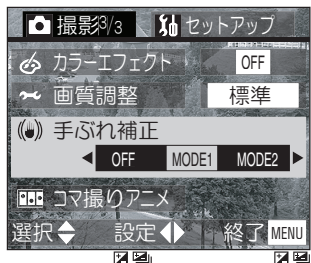 撮影3/3 セットアップ
カラーエフェクト OFF
画質調整 標準
手ぶれ補正
OFF MODE1 MODE2
コマ撮りアニメ
選択 設定 終了 MENU